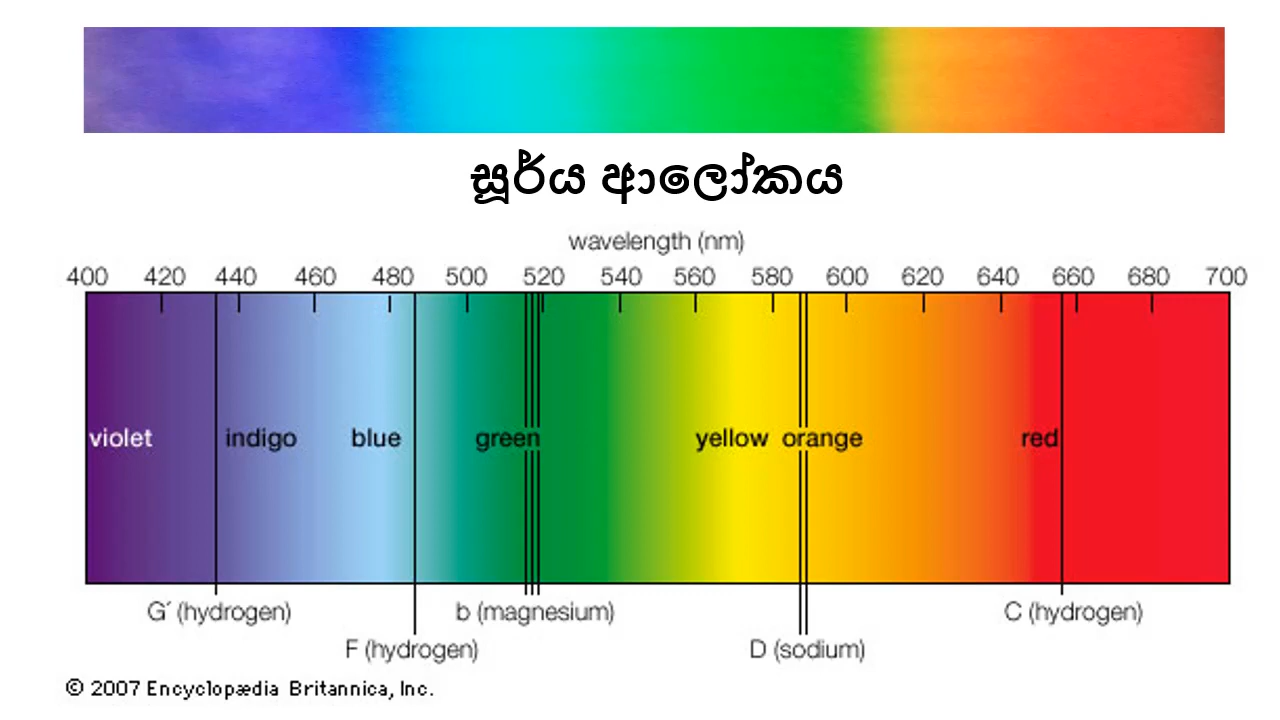 සූර්ය ආලෝකය
wavelength (nm)
400 420 440 460 480 500 520 540 560 580 600 620 640 660 680 700
violet indigo blue green yellow orange red
G´ (hydrogen) b (magnesium) C (hydrogen)
F (hydrogen) D (sodium)
© 2007 Encyclopædia Britannica, Inc.